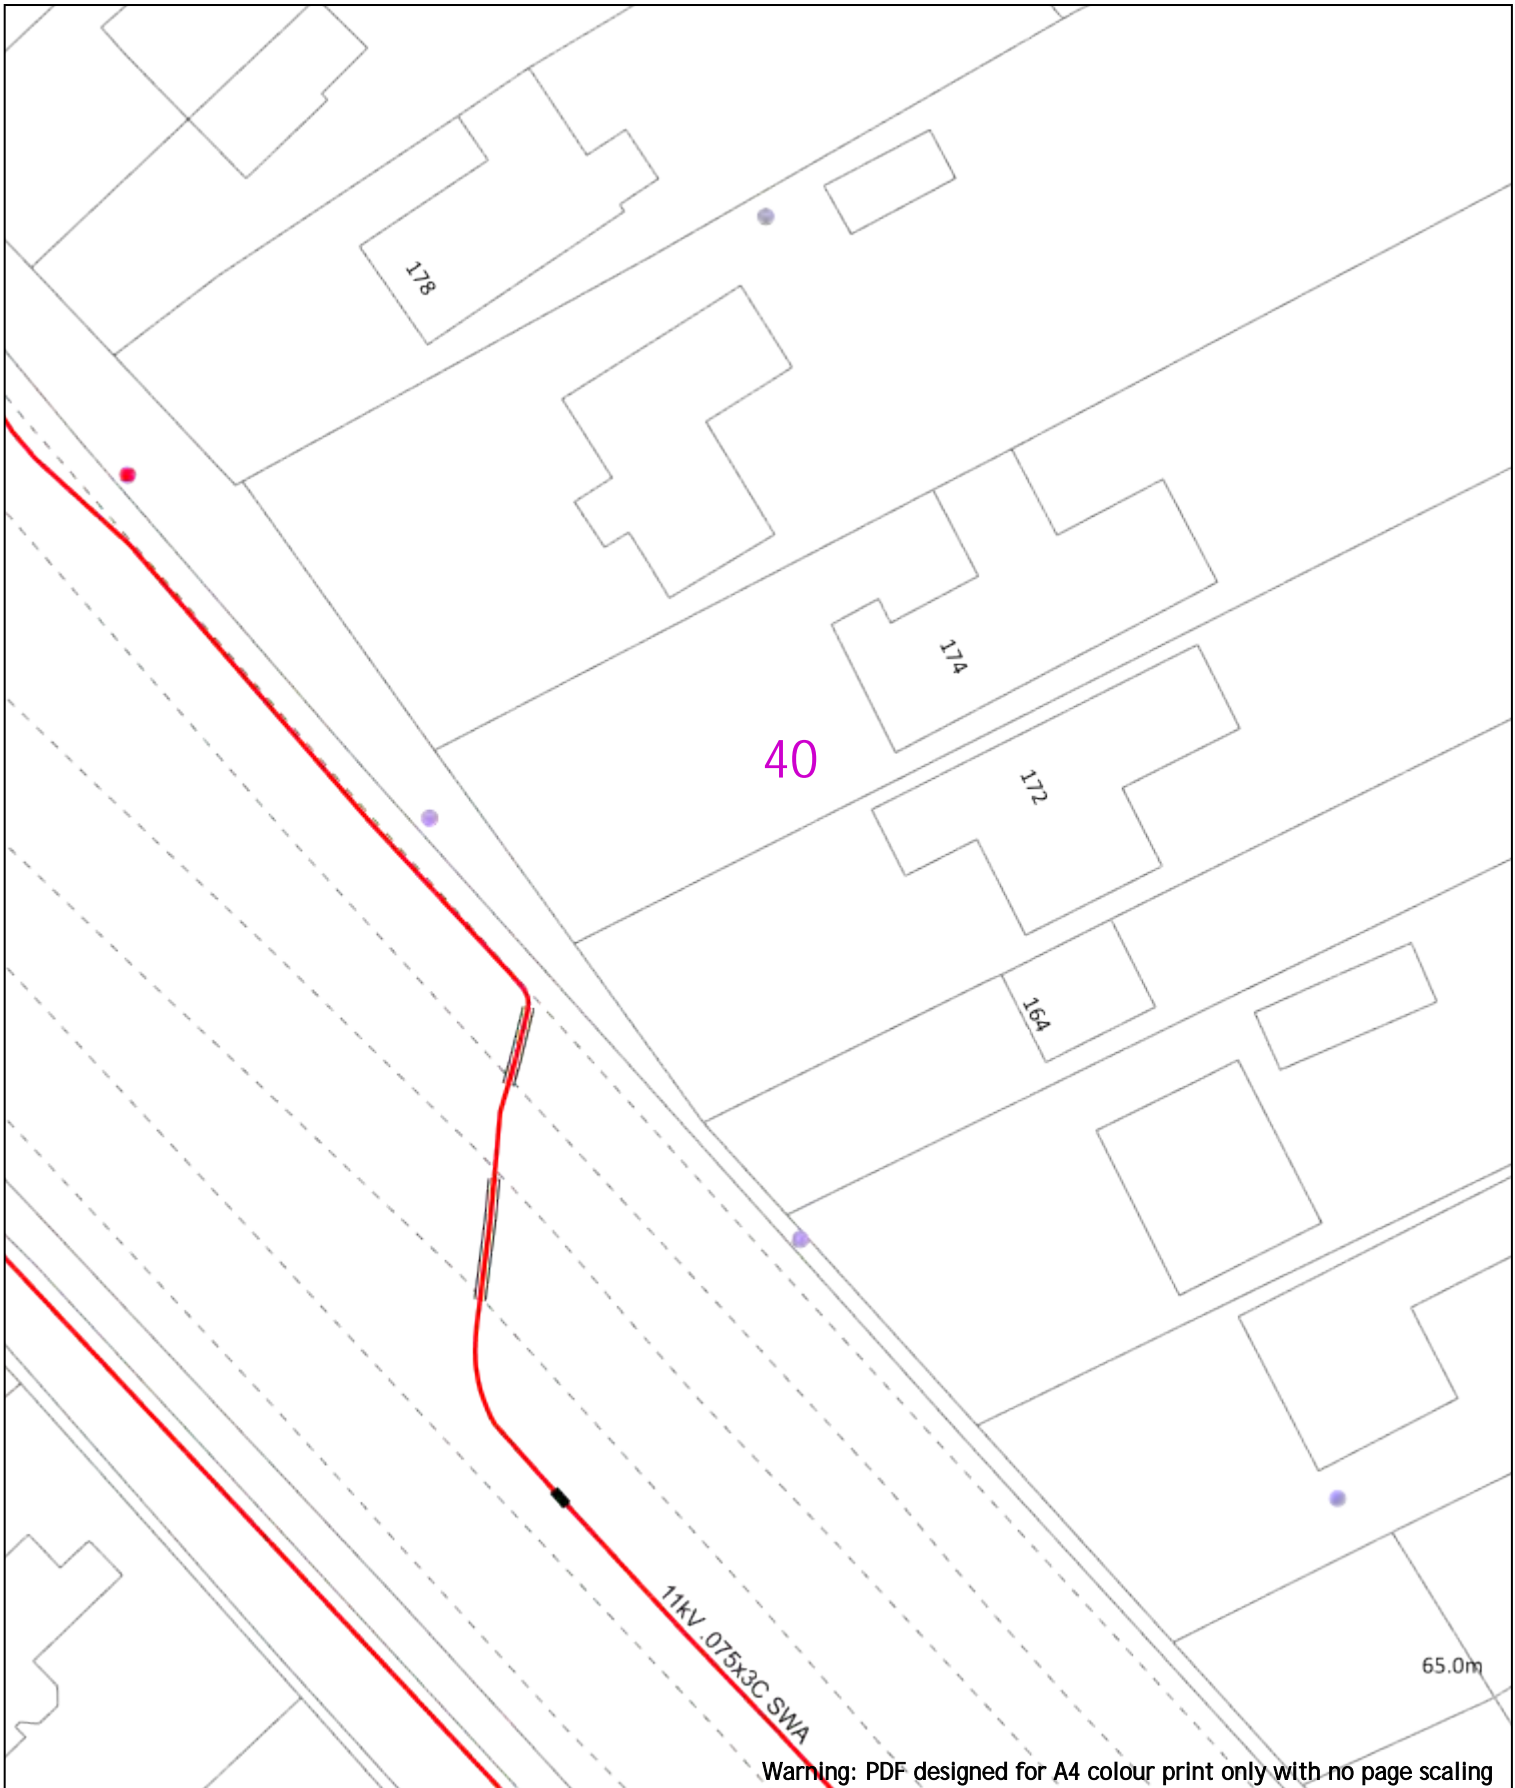 178
174
40
172
164
11kV .075x3C SWA
65.0m
Warning: PDF designed for A4 colour print only with no page scaling